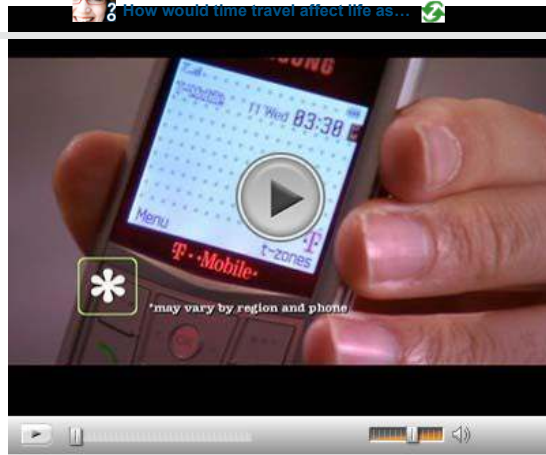 How would time travel affect life as...
SAMSUNG
11 Wed 03:30
Menu
t-zones
T··Mobile·
*
*may vary by region and phone
OK